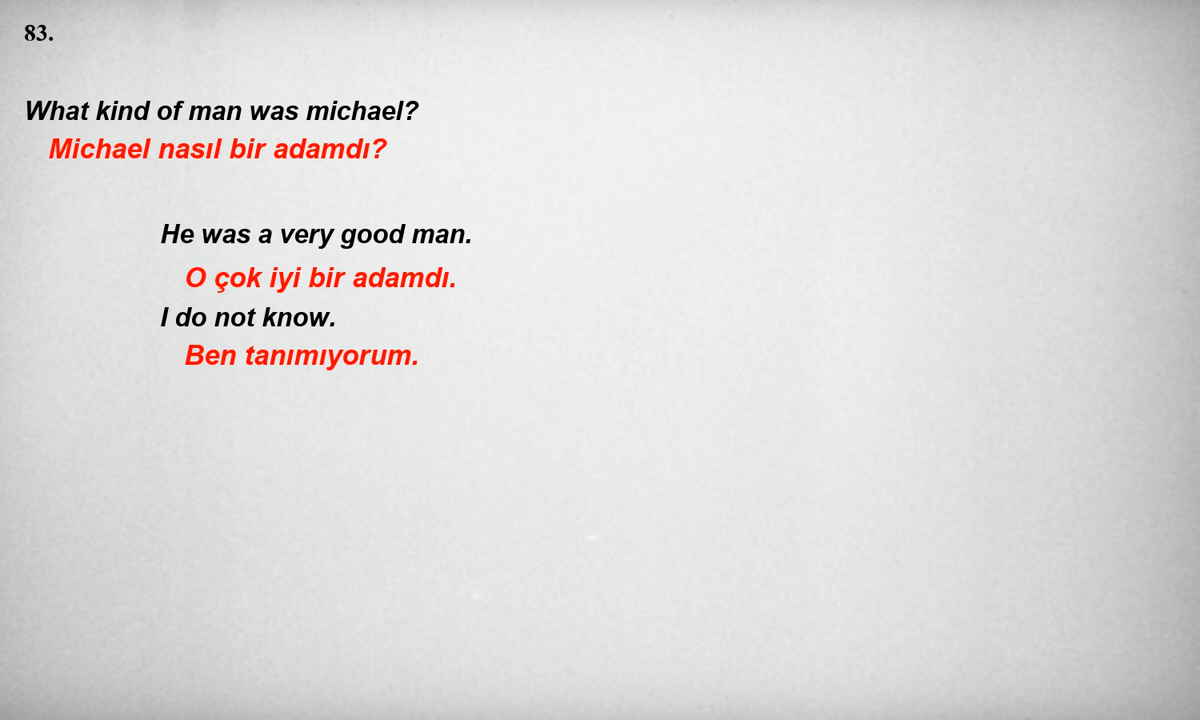 83.
What kind of man was michael?
Michael nasıl bir adamdı?
He was a very good man.
O çok iyi bir adamdı.
I do not know.
Ben tanımıyorum.